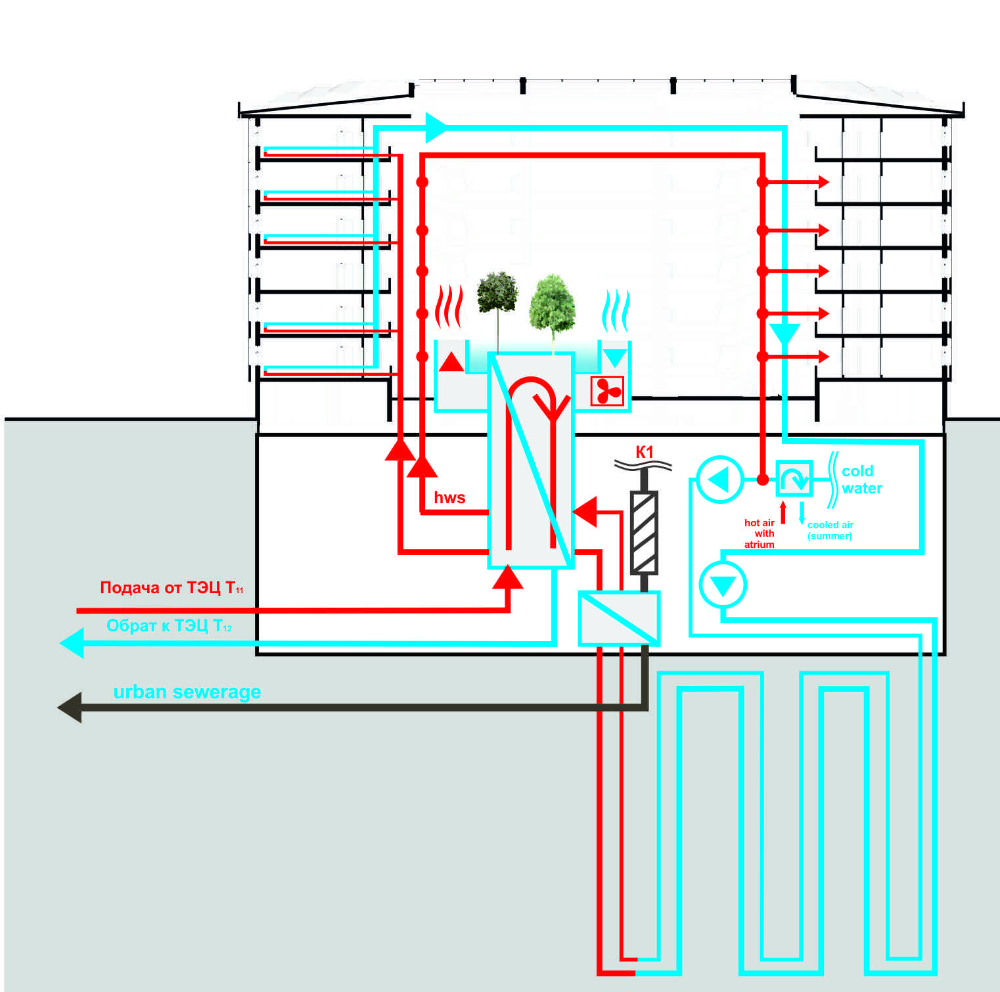 К1
cold
water
hws
hot air
with
atrium
cooled air
(summer)
Подача от ТЭЦ Т₁₁
Обрат к ТЭЦ Т₁₂
urban sewerage